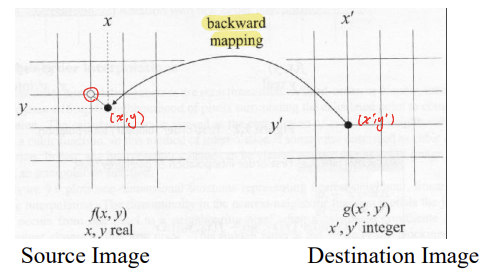 x
backward
mapping
x'
y
(x,y)
y'
(x',y')
f(x, y)
x, y real
g(x', y')
x', y' integer
Source Image
Destination Image